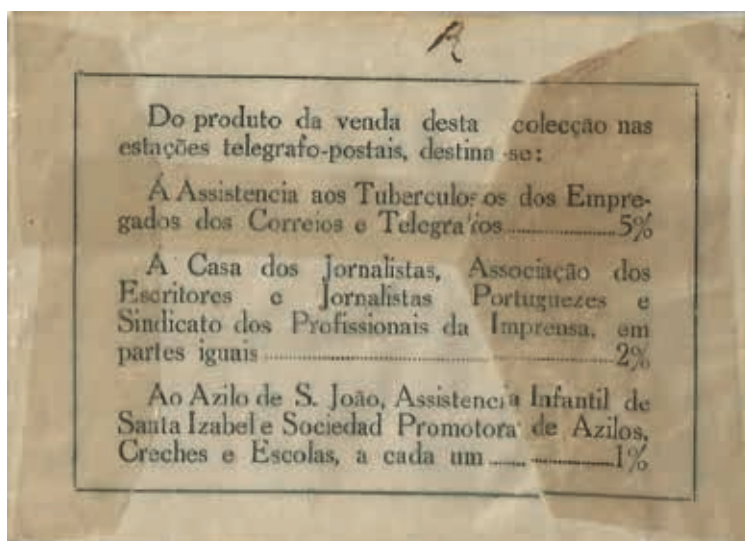 R
Do produto da venda desta colecção nas
estações telegrafo-postais, destina-se:
Á Assistencia aos Tuberculosos dos Empre-
gados dos Correios e Telegrafos....................5%
A Casa dos Jornalistas, Associação dos
Escritores e Jornalistas Portuguezes e
Sindicato dos Profissionais da Imprensa, em
partes iguais ....................2%
Ao Azilo de S. João, Assistencia Infantil de
Santa Izabel e Sociedad Promotora de Azilos,
Creches e Escolas, a cada um ....................1%